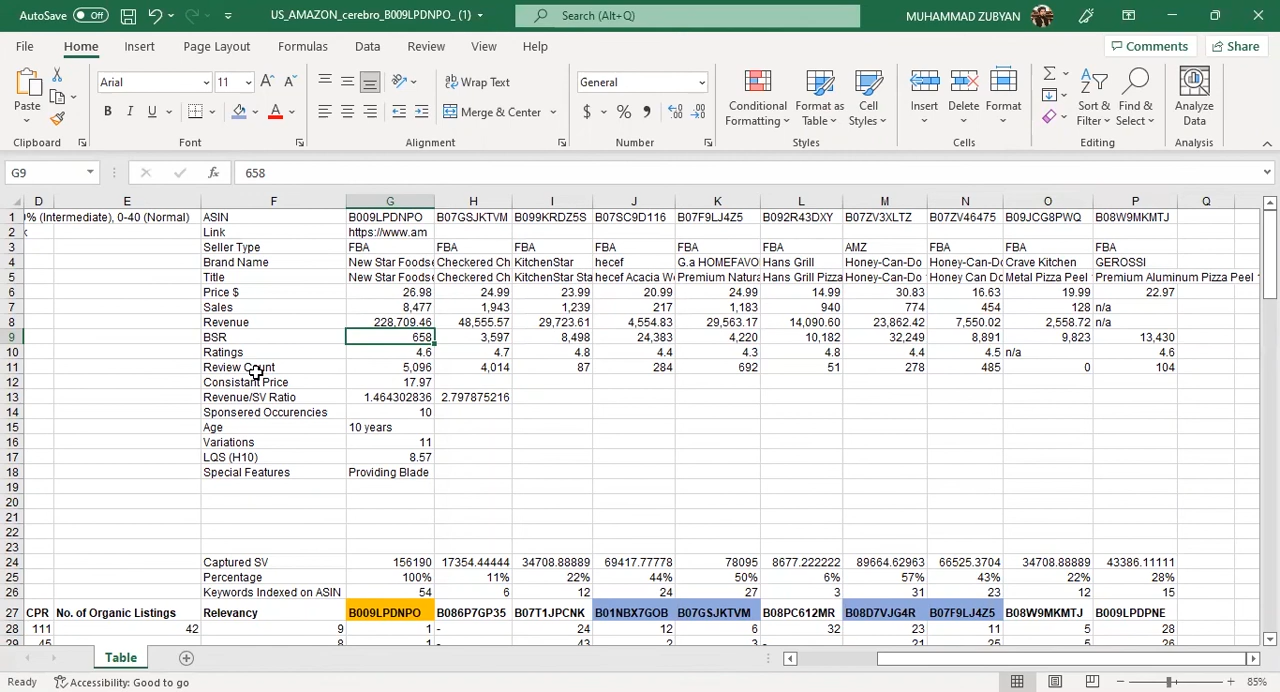 AutoSave Off US_AMAZON_cerebro_B009LPDNPO_ (1) Search (Alt+Q) MUHAMMAD ZUBYAN
File Home Insert Page Layout Formulas Data Review View Help Comments Share
Paste Arial 11 Wrap Text General Conditional Formatting Format as Table Cell Styles Insert Delete Format Sort & Filter Find & Select Analyze Data
B I U Merge & Center $ %
Clipboard Font Alignment Number Styles Cells Editing Analysis
G9 fx 658
D E F G H I J K L M N O P Q
1 0% (Intermediate), 0-40 (Normal) ASIN B009LPDNPO B07GSJKTVM B099KRDZ5S B07SC9D116 B07F9LJ4Z5 B092R43DXY B07ZV3XLTZ B07ZV46475 B09JCG8PWQ B08W9MKMTJ
2 Link https://www.am
3 Seller Type FBA FBA FBA FBA FBA FBA AMZ FBA FBA FBA
4 Brand Name New Star Foodse Checkered Ch KitchenStar hecef G.a HOMEFAVO Hans Grill Honey-Can-Do Honey-Can-Do Crave Kitchen GEROSSI
5 Title New Star Foodse Checkered Ch KitchenStar Sta hecef Acacia Wo Premium Natura Hans Grill Pizza Honey-Can-Do Honey Can Do Metal Pizza Peel Premium Aluminum Pizza Peel
6 Price $ 26.98 24.99 23.99 20.99 24.99 14.99 30.83 16.63 19.99 22.97
7 Sales 8,477 1,943 1,239 217 1,183 940 774 454 128 n/a
8 Revenue 228,709.46 48,555.57 29,723.61 4,554.83 29,563.17 14,090.60 23,862.42 7,550.02 2,558.72 n/a
9 BSR 658 3,597 8,498 24,383 4,220 10,182 32,249 8,891 9,823 13,430
10 Ratings 4.6 4.7 4.8 4.4 4.3 4.8 4.4 4.5 n/a 4.6
11 Review Count 5,096 4,014 87 284 692 51 278 485 0 104
12 Consistant Price 17.97
13 Revenue/SV Ratio 1.464302836 2.797875216
14 Sponsered Occurencies 10
15 Age 10 years
16 Variations 11
17 LQS (H10) 8.57
18 Special Features Providing Blade
19
20
21
22
23
24 Captured SV 156190 17354.44444 34708.88889 69417.77778 78095 8677.222222 89664.62963 66525.3704 34708.88889 43386.11111
25 Percentage 100% 11% 22% 44% 50% 6% 57% 43% 22% 28%
26 Keywords Indexed on ASIN 54 6 12 24 27 3 31 23 12 15
27 CPR No. of Organic Listings Relevancy B009LPDNPO B086P7GP35 B07T1JPCNK B01NBX7GOB B07GSJKTVM B08PC612MR B08D7VJG4R B07F9LJ4Z5 B08W9MKMTJ B009LPDNPE
28 111 42 9 1 - 24 12 6 32 23 11 5 28
Table
Ready Accessibility: Good to go 85%